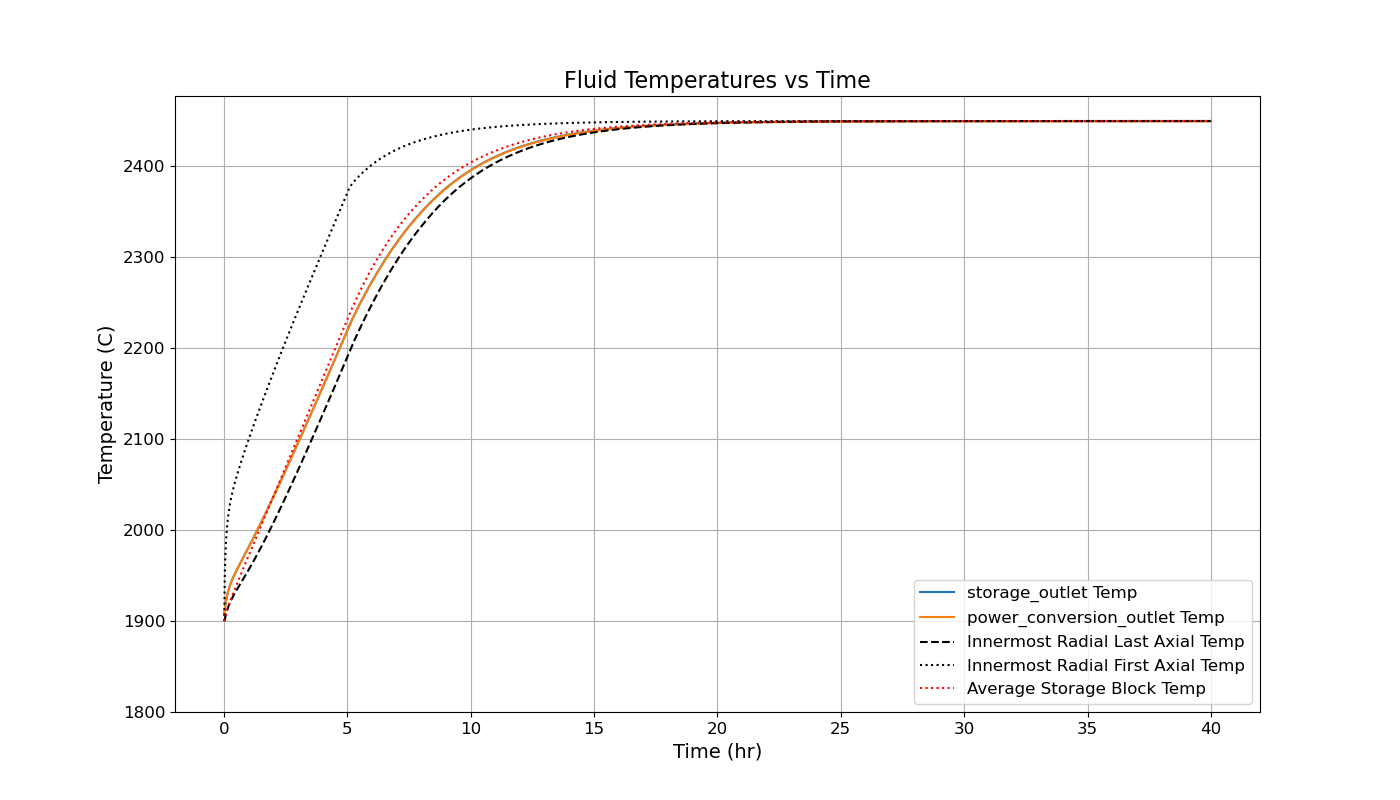 Fluid Temperatures vs Time
Temperature (C)
2400
2300
2200
2100
2000
1900
1800
0 5 10 15 20 25 30 35 40
Time (hr)
storage_outlet Temp
power_conversion_outlet Temp
Innermost Radial Last Axial Temp
Innermost Radial First Axial Temp
Average Storage Block Temp